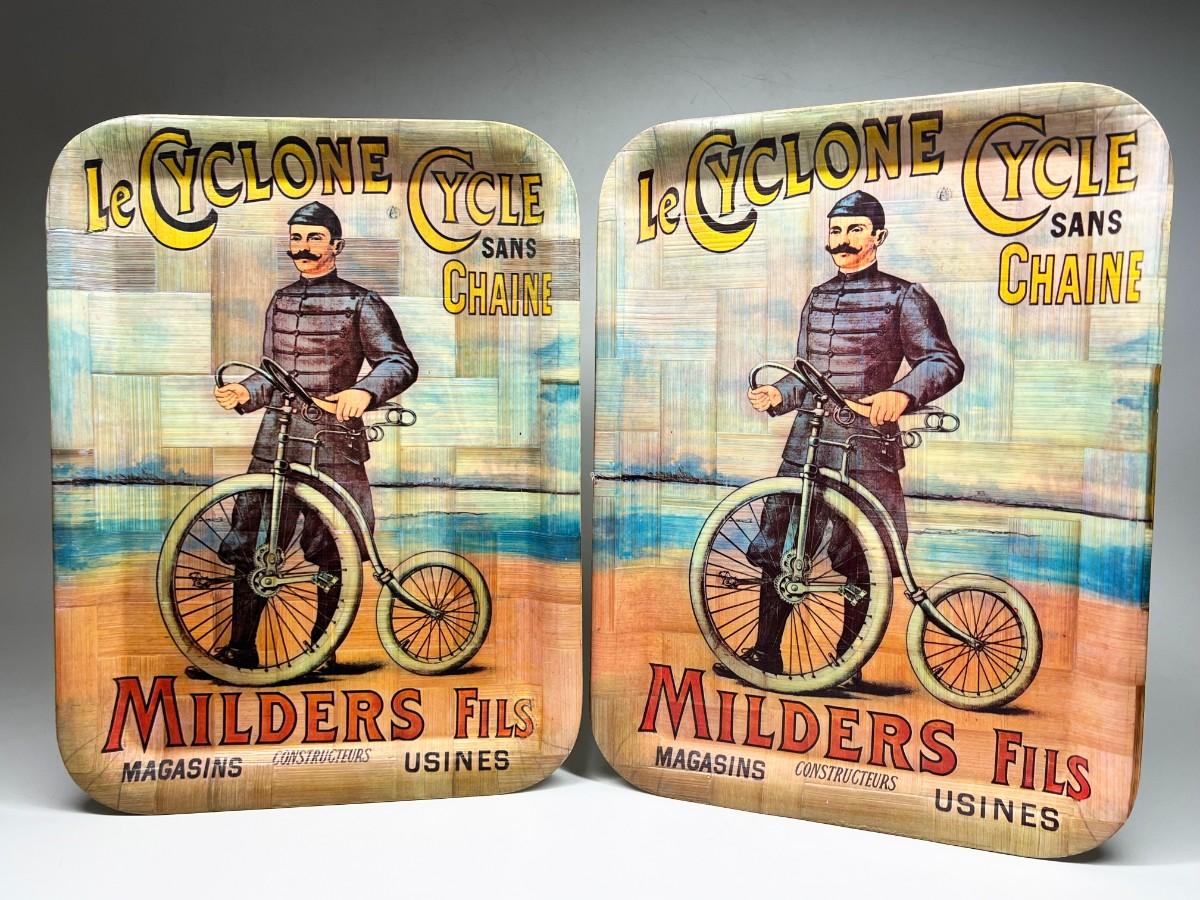 Le CYCLONE CYCLE
SANS
CHAINE
MILDERS FILS
MAGASINS CONSTRUCTEURS USINES
Le CYCLONE CYCLE
SANS
CHAINE
MILDERS FILS
MAGASINS CONSTRUCTEURS USINES